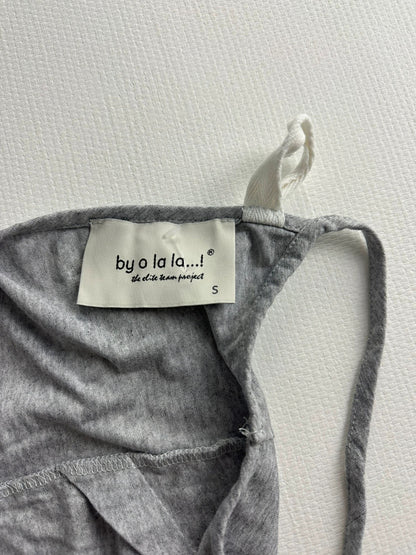 by o la la...! ®
the elite team project
S